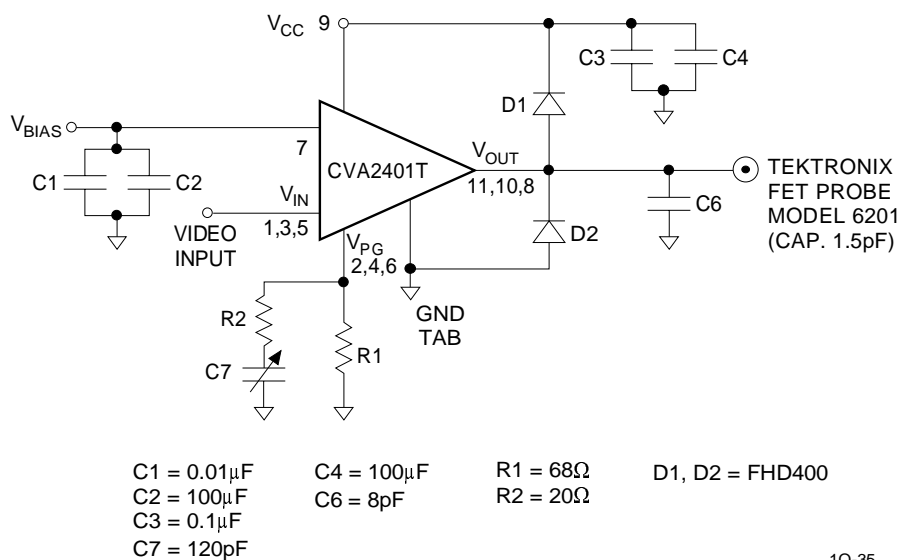 VCC 9
C3
C4
D1
VBIAS
7
VOUT
CVA2401T
C1
C2
11,10,8
TEKTRONIX
FET PROBE
MODEL 6201
(CAP. 1.5pF)
VIN
1,3,5
C6
VIDEO
INPUT
D2
VPG
2,4,6
GND
TAB
R2
R1
C7
C1 = 0.01µF
C2 = 100µF
C3 = 0.1µF
C7 = 120pF
C4 = 100µF
C6 = 8pF
R1 = 68Ω
R2 = 20Ω
D1, D2 = FHD400